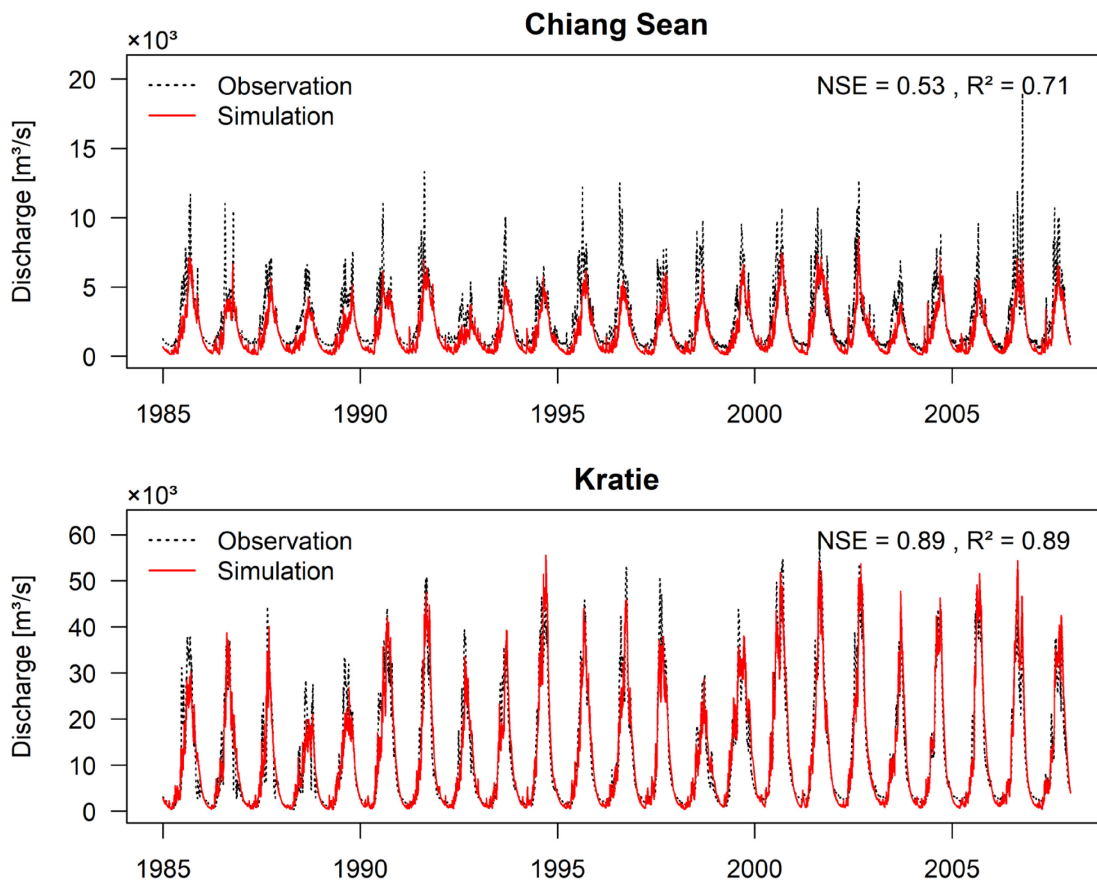 Chiang Sean
×10³
Observation
Simulation
NSE = 0.53 , R² = 0.71
Discharge [m³/s]
20
15
10
5
0
1985 1990 1995 2000 2005
Kratie
×10³
Observation
Simulation
NSE = 0.89 , R² = 0.89
Discharge [m³/s]
60
50
40
30
20
10
0
1985 1990 1995 2000 2005